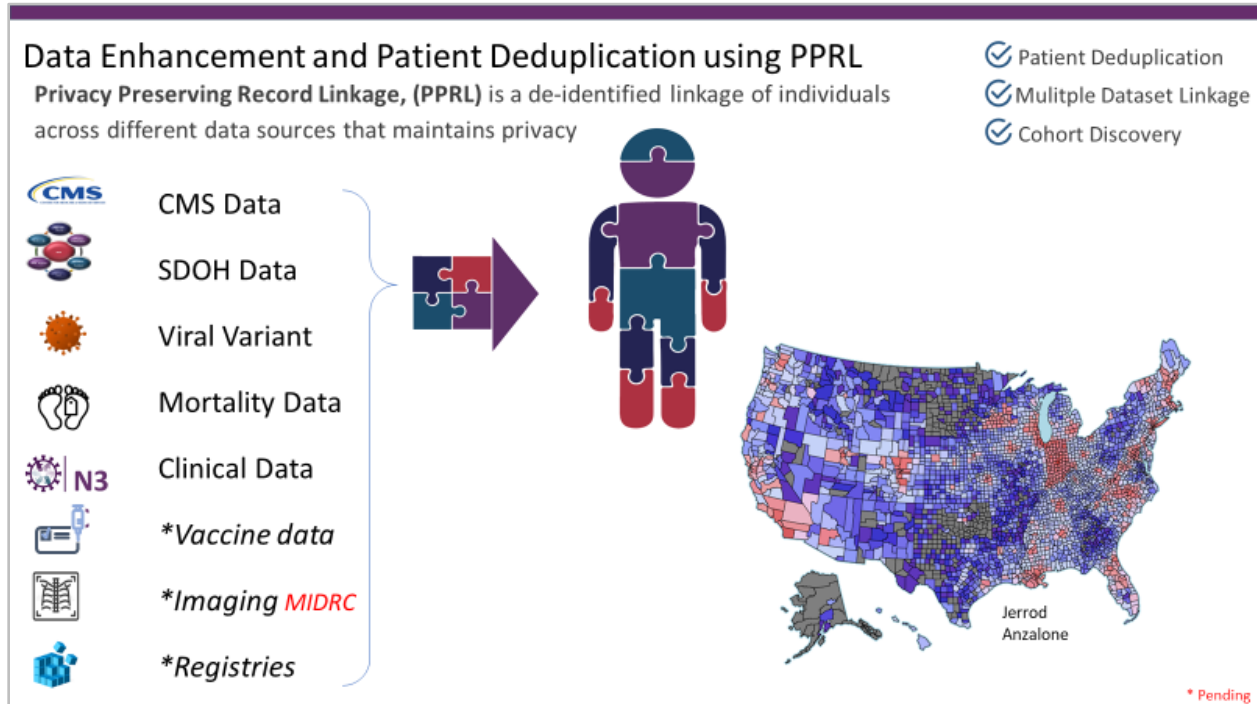 Data Enhancement and Patient Deduplication using PPRL
Privacy Preserving Record Linkage, (PPRL) is a de-identified linkage of individuals
across different data sources that maintains privacy
Patient Deduplication
Mulitple Dataset Linkage
Cohort Discovery
CMS
CMS Data
SDOH Data
Viral Variant
Mortality Data
N3
Clinical Data
*Vaccine data
*Imaging MIDRC
*Registries
Jerrod
Anzalone
* Pending